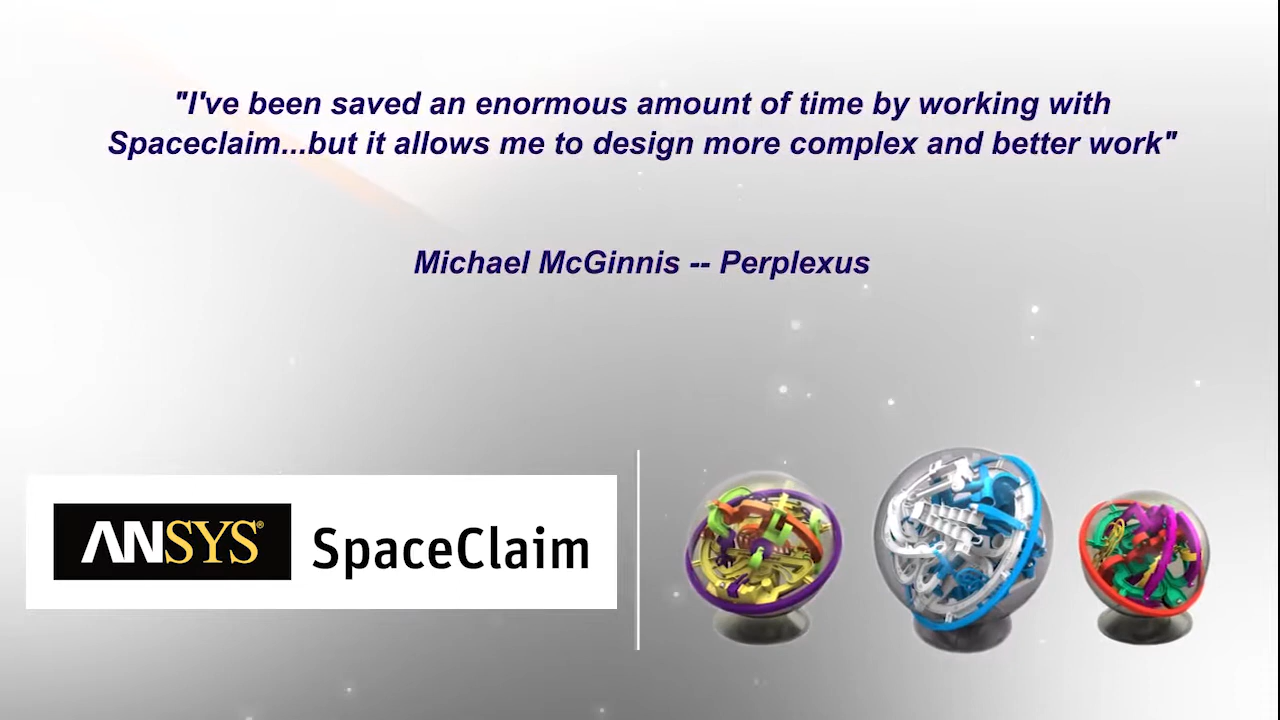 "I've been saved an enormous amount of time by working with
Spaceclaim...but it allows me to design more complex and better work"
Michael McGinnis -- Perplexus
ANSYS® SpaceClaim